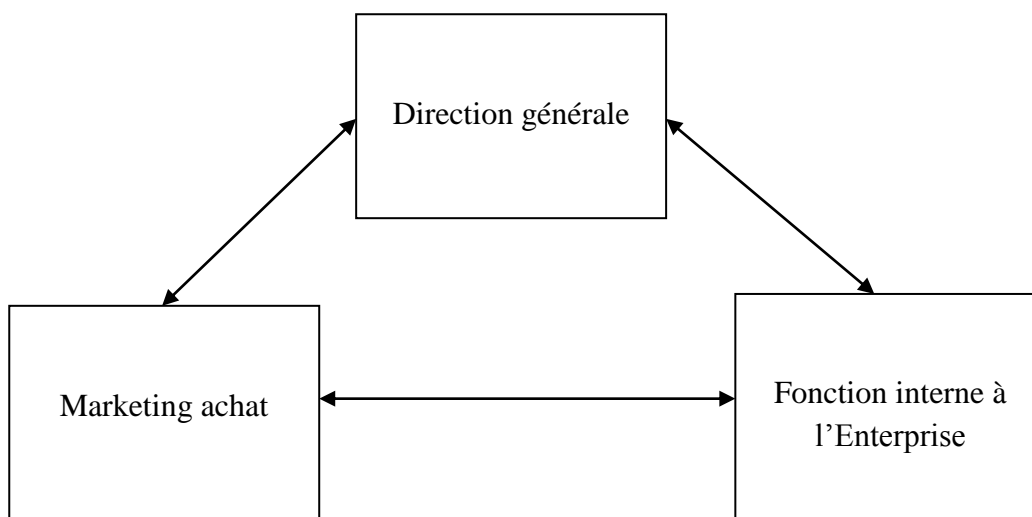 Direction générale
Marketing achat
Fonction interne à
l’Enterprise